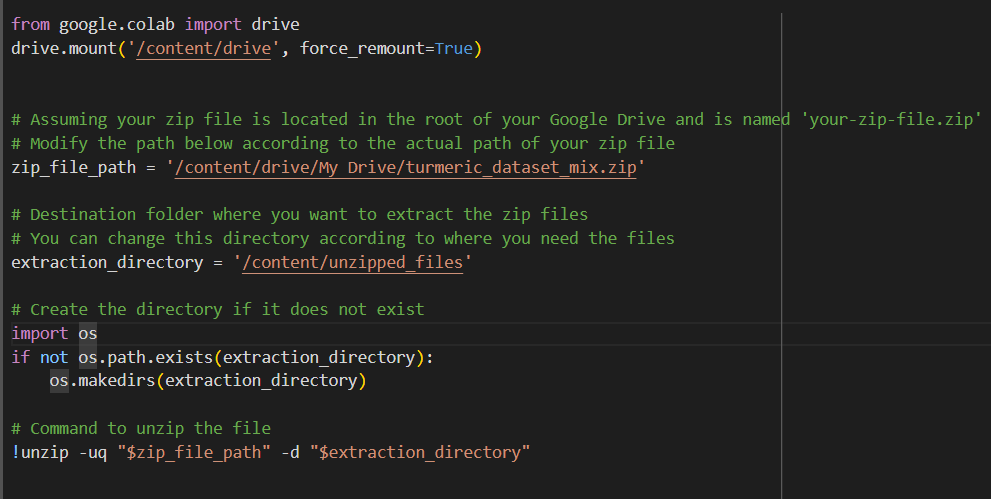 from google.colab import drive
drive.mount('/content/drive', force_remount=True)
# Assuming your zip file is located in the root of your Google Drive and is named 'your-zip-file.zip'
# Modify the path below according to the actual path of your zip file
zip_file_path = '/content/drive/My Drive/turmeric_dataset_mix.zip'
# Destination folder where you want to extract the zip files
# You can change this directory according to where you need the files
extraction_directory = '/content/unzipped_files'
# Create the directory if it does not exist
import os
if not os.path.exists(extraction_directory):
    os.makedirs(extraction_directory)
# Command to unzip the file
!unzip -uq "$zip_file_path" -d "$extraction_directory"